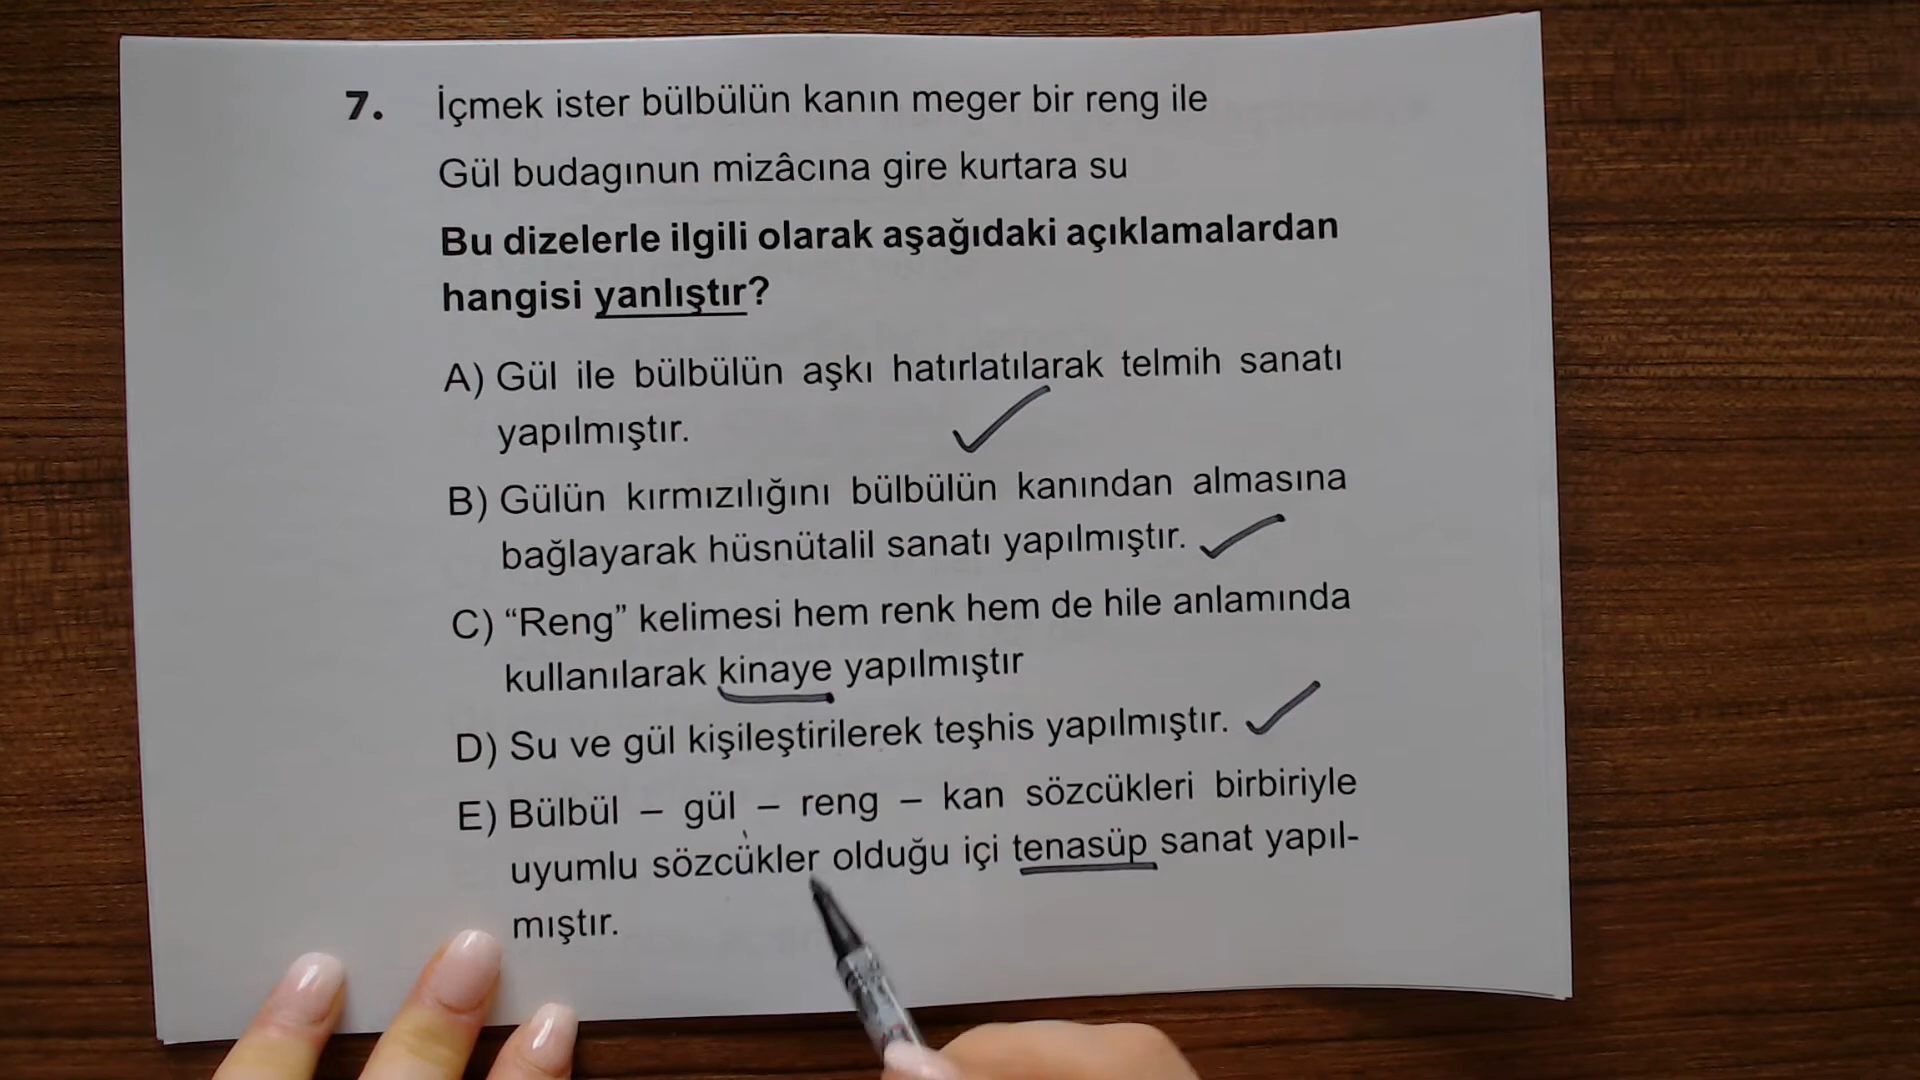 7. İçmek ister bülbülün kanın meger bir reng ile
Gül budagınun mizâcına gire kurtara su
Bu dizelerle ilgili olarak aşağıdaki açıklamalardan
hangisi yanlıştır?
A) Gül ile bülbülün aşkı hatırlatılarak telmih sanatı
yapılmıştır.
B) Gülün kırmızılığını bülbülün kanından almasına
bağlayarak hüsnütalil sanatı yapılmıştır.
C) “Reng” kelimesi hem renk hem de hile anlamında
kullanılarak kinaye yapılmıştır
D) Su ve gül kişileştirilerek teşhis yapılmıştır.
E) Bülbül – gül – reng – kan sözcükleri birbiriyle
uyumlu sözcükler olduğu içi tenasüp sanat yapıl-
mıştır.